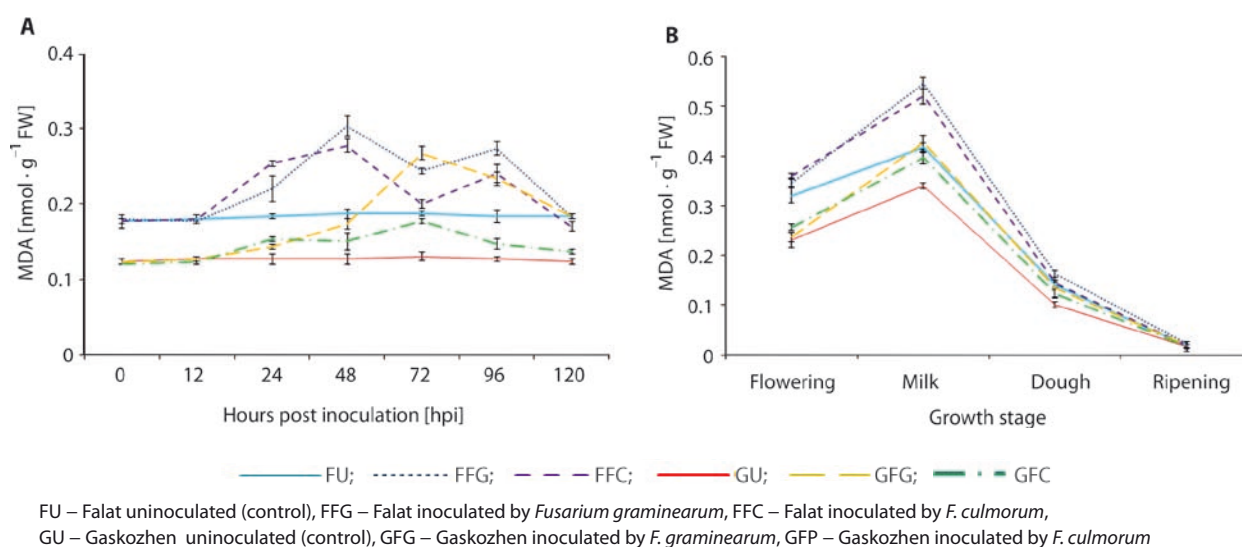 A
0.4
0.3
0.2
0.1
0
MDA [nmol · g⁻¹ FW]
0 12 24 48 72 96 120
Hours post inoculation [hpi]
B
0.6
0.5
0.4
0.3
0.2
0.1
0
MDA [nmol · g⁻¹ FW]
Flowering Milk Dough Ripening
Growth stage
FU; FFG; FFC; GU; GFG; GFC
FU – Falat uninoculated (control), FFG – Falat inoculated by Fusarium graminearum, FFC – Falat inoculated by F. culmorum,
GU – Gaskozhen uninoculated (control), GFG – Gaskozhen inoculated by F. graminearum, GFP – Gaskozhen inoculated by F. culmorum